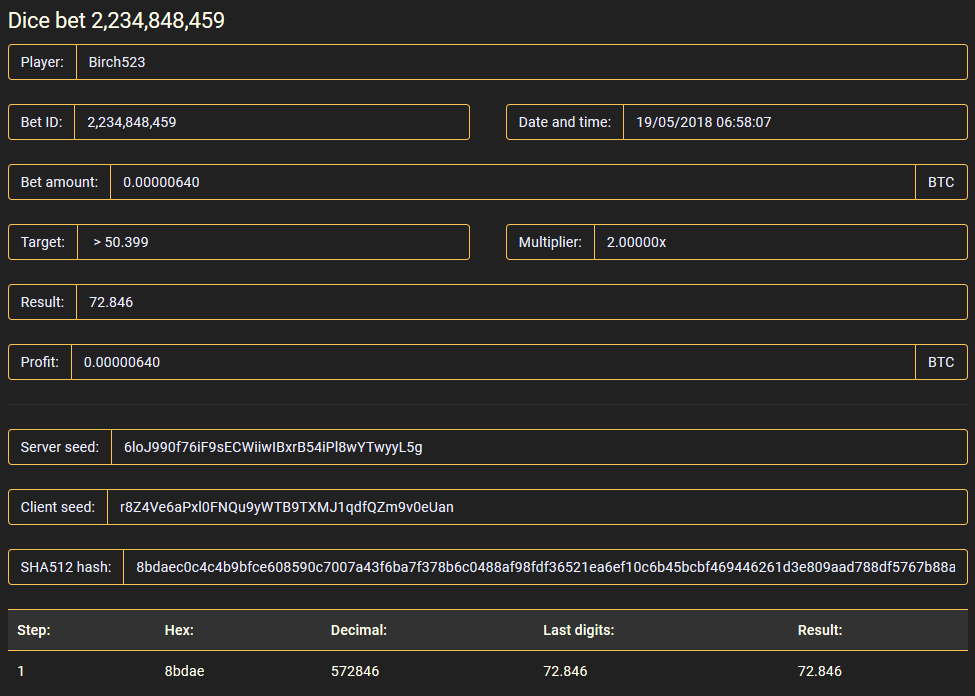 Dice bet 2,234,848,459
Player: Birch523
Bet ID: 2,234,848,459 Date and time: 19/05/2018 06:58:07
Bet amount: 0.00000640 BTC
Target: > 50.399 Multiplier: 2.00000x
Result: 72.846
Profit: 0.00000640 BTC
Server seed: 6loJ990f76iF9sECWiiwIBxrB54iPl8wYTwyyL5g
Client seed: r8Z4Ve6aPxl0FNQu9yWTB9TXMJ1qdfQZm9v0eUan
SHA512 hash: 8bdaec0c4c4b9bfce608590c7007a43f6ba7f378b6c0488af98fdf36521ea6ef10c6b45bcbf469446261d3e809aad788df5767b88a
Step: Hex: Decimal: Last digits: Result:
1 8bdae 572846 72.846 72.846